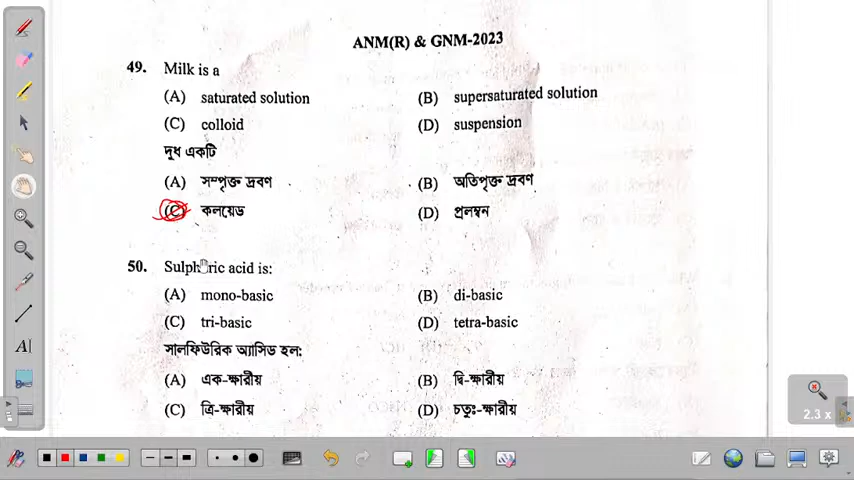 ANM(R) & GNM-2023
49. Milk is a
(A) saturated solution (B) supersaturated solution
(C) colloid (D) suspension
দুধ একটি
(A) সম্পৃক্ত দ্রবণ (B) অতিপৃক্ত দ্রবণ
(C) কলয়েড (D) প্রলম্বন
50. Sulphuric acid is:
(A) mono-basic (B) di-basic
(C) tri-basic (D) tetra-basic
সালফিউরিক অ্যাসিড হল:
(A) এক-ক্ষারীয় (B) দ্বি-ক্ষারীয়
(C) ত্রি-ক্ষারীয় (D) চতুঃ-ক্ষারীয়
2.3 x